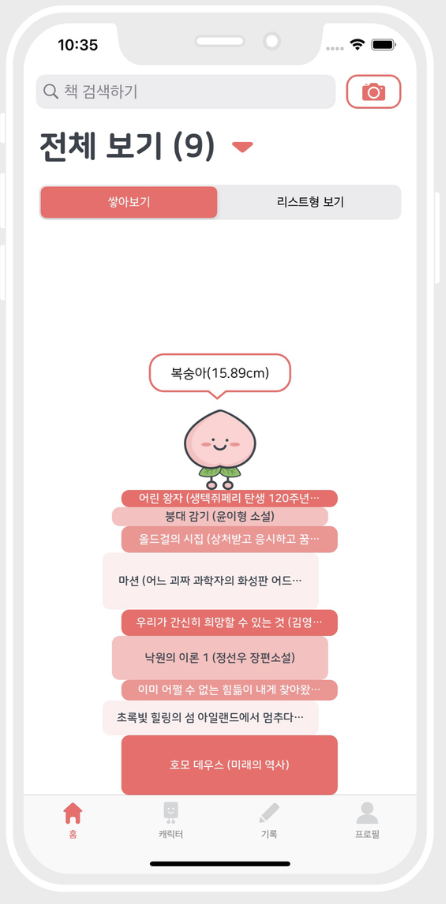 10:35
책 검색하기
전체 보기 (9)
쌓아보기
리스트형 보기
복숭아(15.89cm)
어린 왕자 (생텍쥐페리 탄생 120주년...
붕대 감기 (윤이형 소설)
올드걸의 시집 (상처받고 응시하고 꿈...
마션 (어느 괴짜 과학자의 화성판 어드...
우리가 간신히 희망할 수 있는 것 (김영...
낙원의 이론 1 (정선우 장편소설)
이미 어쩔 수 없는 힘듦이 내게 찾아왔...
초록빛 힐링의 섬 아일랜드에서 멈추다...
호모 데우스 (미래의 역사)
홈
캐릭터
기록
프로필